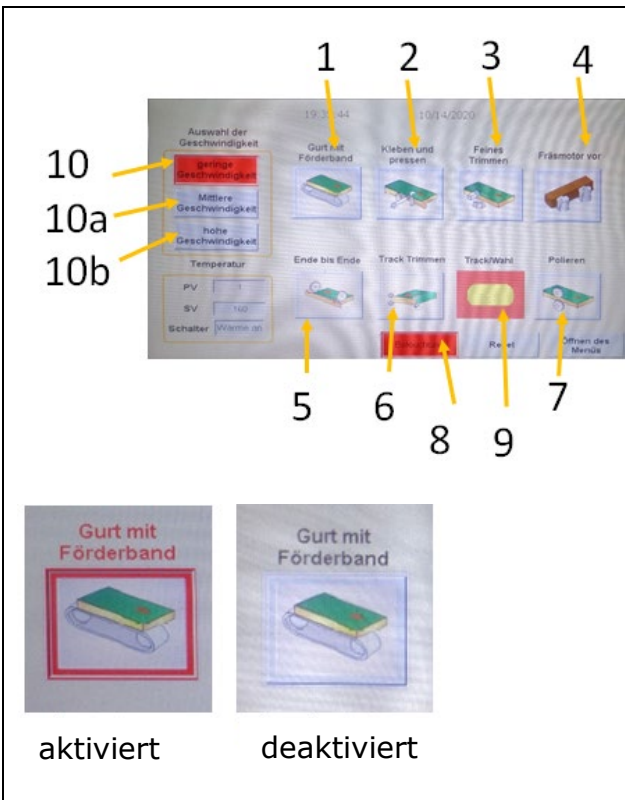 1 2 3 4
10/14/2020
Auswahl der
Geschwindigkeit
Gurt mit
Förderband
Kleben und
pressen
Feines
Trimmen
Fräsmotor vor
10
geringe
Geschwindigkeit
10a
Mittlere
Geschwindigkeit
10b
hohe
Geschwindigkeit
Temperatur
PV
SV
Schalter
Ende bis Ende
Track Trimmen
Track/Wahl
Polieren
Reset
Öffnen des
Menüs
5 6 8 9 7
Gurt mit
Förderband
Gurt mit
Förderband
aktiviert deaktiviert